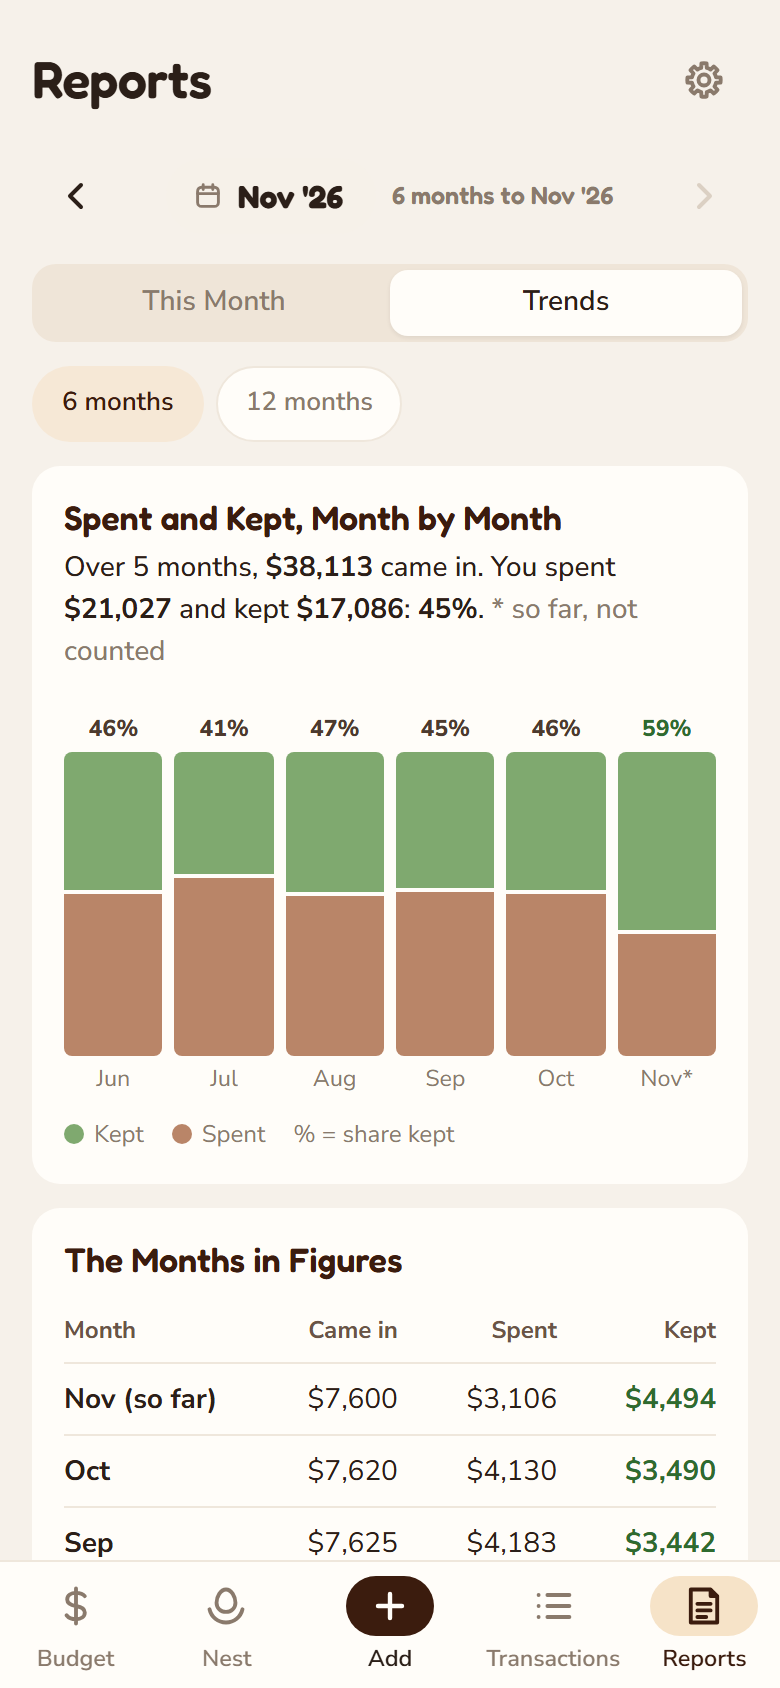 Reports
Nov '26 6 months to Nov '26
This Month Trends
6 months 12 months
Spent and Kept, Month by Month
Over 5 months, $38,113 came in. You spent
$21,027 and kept $17,086: 45%. * so far, not
counted
46% 41% 47% 45% 46% 59%
Jun Jul Aug Sep Oct Nov*
Kept Spent % = share kept
The Months in Figures
Month Came in Spent Kept
Nov (so far) $7,600 $3,106 $4,494
Oct $7,620 $4,130 $3,490
Sep $7,625 $4,183 $3,442
Budget Nest Add Transactions Reports